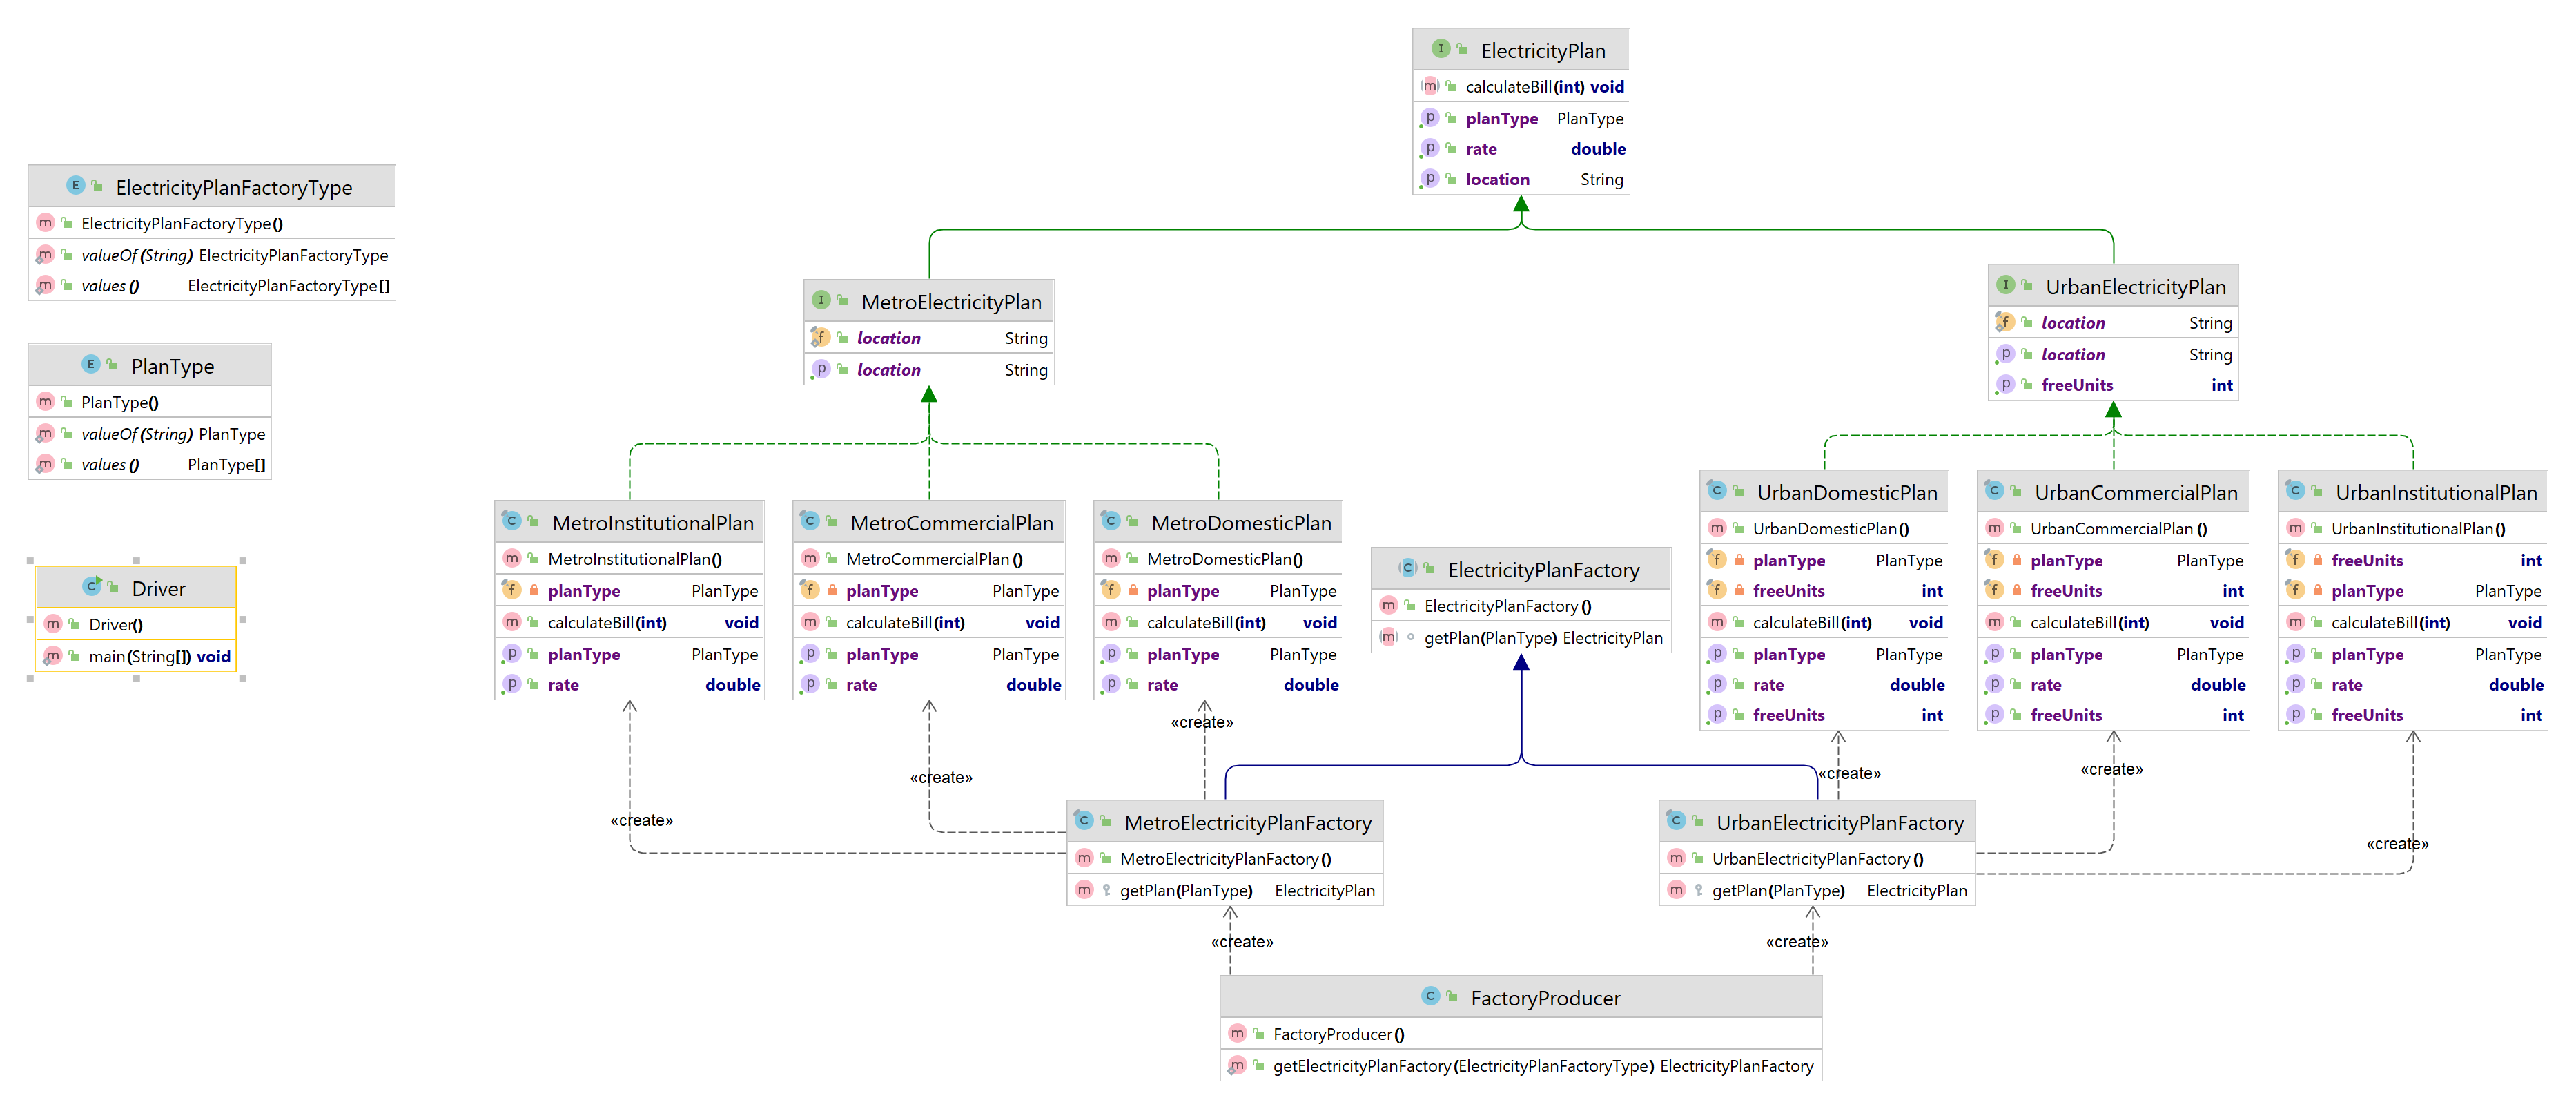 ElectricityPlan
calculateBill(int) void
planType PlanType
rate double
location String
ElectricityPlanFactoryType
ElectricityPlanFactoryType()
valueOf(String) ElectricityPlanFactoryType
values() ElectricityPlanFactoryType[]
PlanType
PlanType()
valueOf(String) PlanType
values() PlanType[]
Driver
Driver()
main(String[]) void
MetroElectricityPlan
location String
location String
UrbanElectricityPlan
location String
location String
freeUnits int
MetroInstitutionalPlan
MetroInstitutionalPlan()
planType PlanType
calculateBill(int) void
planType PlanType
rate double
MetroCommercialPlan
MetroCommercialPlan()
planType PlanType
calculateBill(int) void
planType PlanType
rate double
MetroDomesticPlan
MetroDomesticPlan()
planType PlanType
calculateBill(int) void
planType PlanType
rate double
ElectricityPlanFactory
ElectricityPlanFactory()
getPlan(PlanType) ElectricityPlan
UrbanDomesticPlan
UrbanDomesticPlan()
planType PlanType
freeUnits int
calculateBill(int) void
planType PlanType
rate double
freeUnits int
UrbanCommercialPlan
UrbanCommercialPlan()
planType PlanType
freeUnits int
calculateBill(int) void
planType PlanType
rate double
freeUnits int
UrbanInstitutionalPlan
UrbanInstitutionalPlan()
freeUnits int
planType PlanType
calculateBill(int) void
planType PlanType
rate double
freeUnits int
«create»
«create»
«create»
«create»
«create»
«create»
MetroElectricityPlanFactory
MetroElectricityPlanFactory()
getPlan(PlanType) ElectricityPlan
UrbanElectricityPlanFactory
UrbanElectricityPlanFactory()
getPlan(PlanType) ElectricityPlan
«create»
«create»
FactoryProducer
FactoryProducer()
getElectricityPlanFactory(ElectricityPlanFactoryType) ElectricityPlanFactory